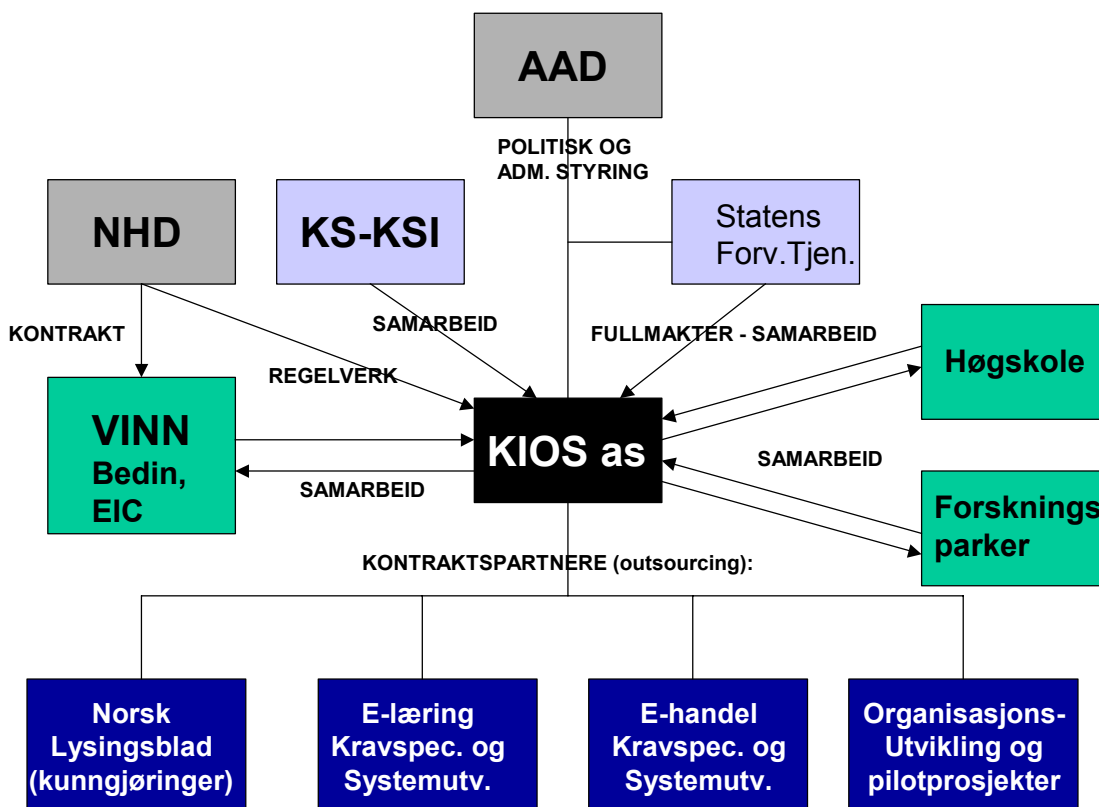 AAD
POLITISK OG
ADM. STYRING
NHD
KS-KSI
Statens
Forv.Tjen.
KONTRAKT
SAMARBEID
FULLMAKTER - SAMARBEID
REGELVERK
Høgskole
VINN
Bedin,
EIC
KIOS as
SAMARBEID
SAMARBEID
Forsknings
parker
KONTRAKTSPARTNERE (outsourcing):
Norsk
Lysingsblad
(kunngjøringer)
E-læring
Kravspec. og
Systemutv.
E-handel
Kravspec. og
Systemutv.
Organisasjons-
Utvikling og
pilotprosjekter